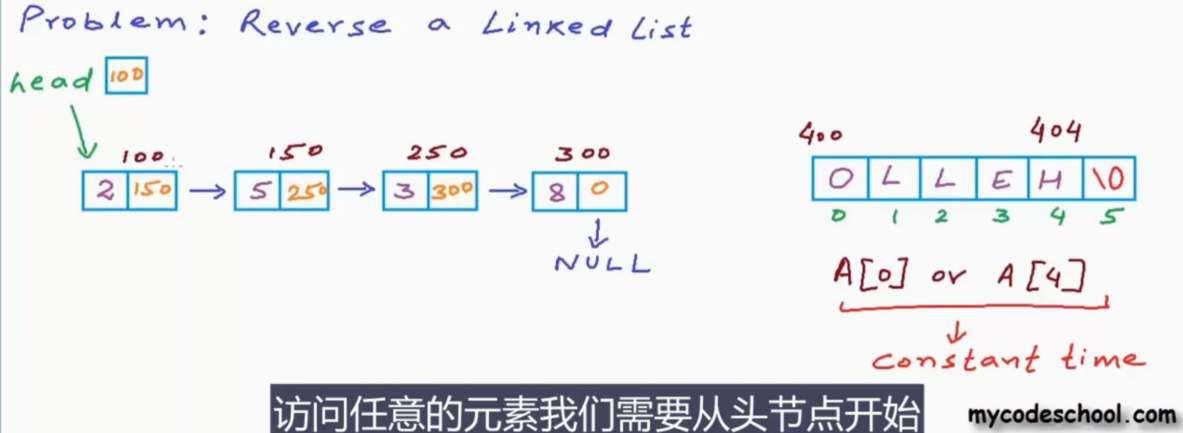 Problem: Reverse a Linked List
head 100
100 150 250 300
2 150 5 250 3 300 8 0
NULL
400 404
O L L E H \0
0 1 2 3 4 5
A[0] or A[4]
constant time
访问任意的元素我们需要从头节点开始
mycodeschool.com